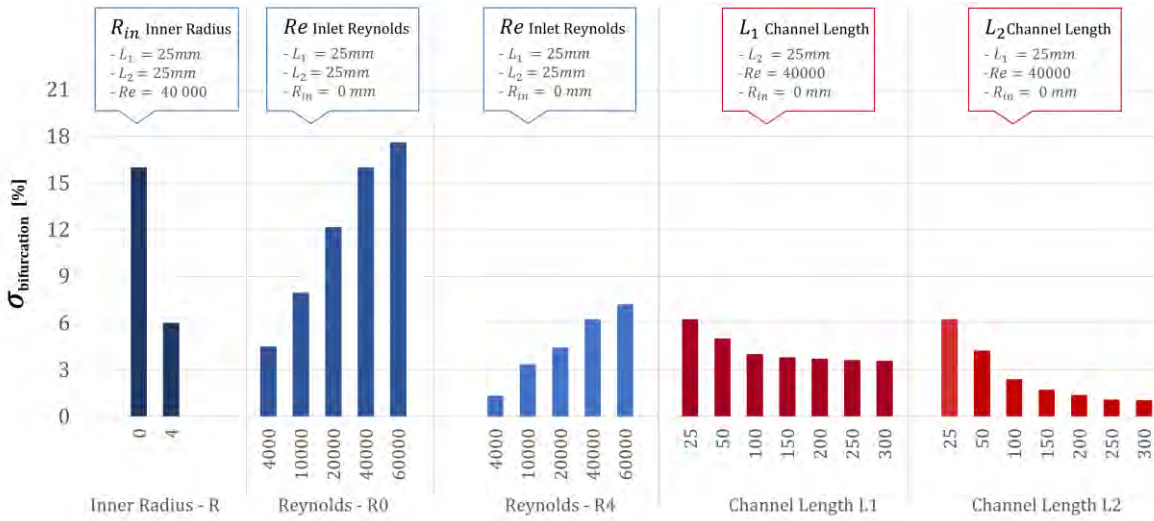 R_in Inner Radius
- L_1 = 25mm
- L_2 = 25mm
- Re = 40 000
Re Inlet Reynolds
- L_1 = 25mm
- L_2 = 25mm
- R_in = 0 mm
Re Inlet Reynolds
- L_1 = 25mm
- L_2 = 25mm
- R_in = 0 mm
L_1 Channel Length
- L_2 = 25mm
-Re = 40000
- R_in = 0 mm
L_2 Channel Length
- L_1 = 25mm
-Re = 40000
- R_in = 0 mm
σ_bifurcation [%]
21
18
15
12
9
6
3
0
0 4
4000 10000 20000 40000 60000
4000 10000 20000 40000 60000
25 50 100 150 200 250 300
25 50 100 150 200 250 300
Inner Radius - R
Reynolds - R0
Reynolds - R4
Channel Length L1
Channel Length L2